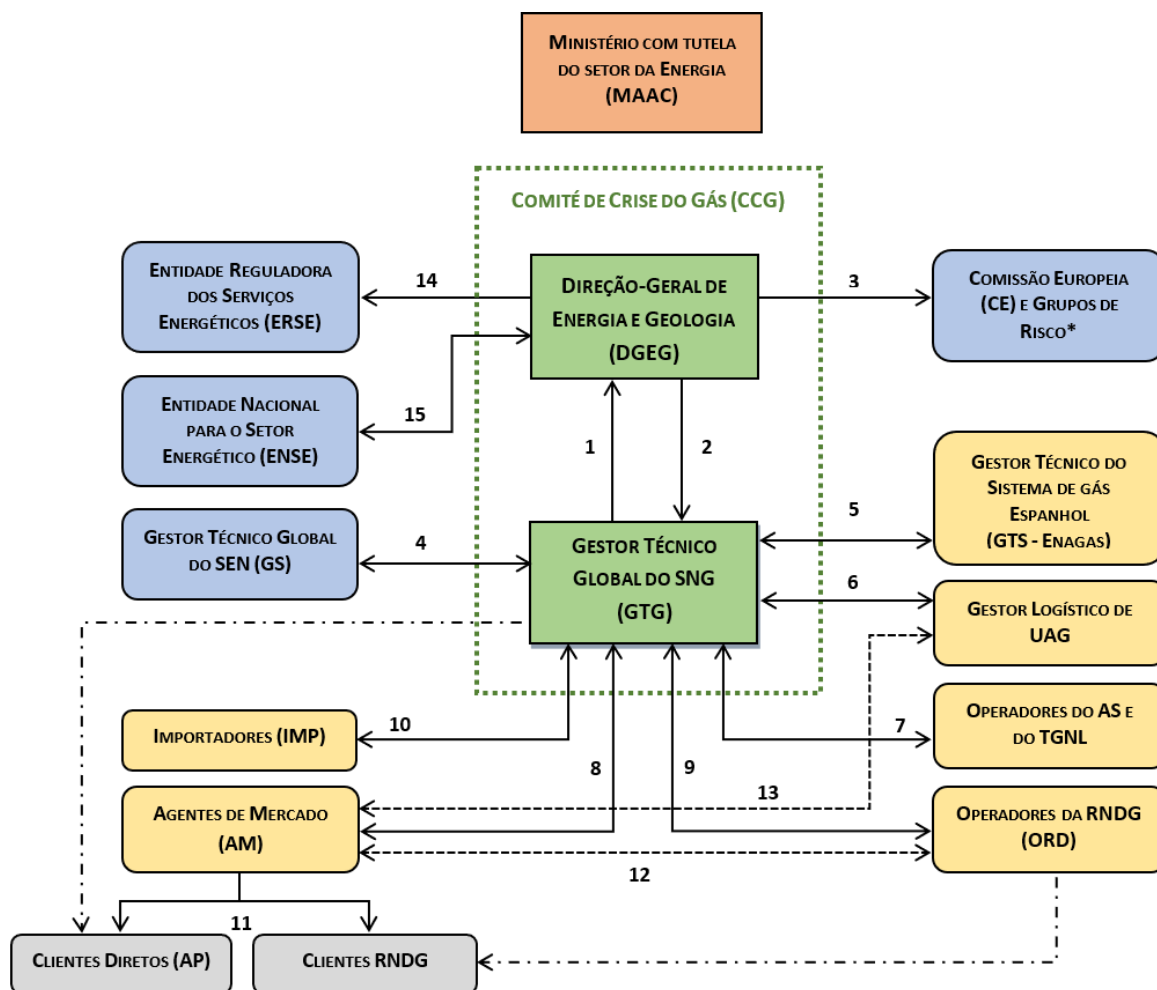 Ministério com tutela
do setor da Energia
(MAAC)
Comité de Crise do Gás (CCG)
Entidade Reguladora
dos Serviços
Energéticos (ERSE)
14
Direção-Geral de
Energia e Geologia
(DGEG)
3
Comissão Europeia
(CE) e Grupos de
Risco*
Entidade Nacional
para o Setor
Energético (ENSE)
15
1
2
Gestor Técnico do
Sistema de gás
Espanhol
(GTS - Enagas)
5
Gestor Técnico Global
do SEN (GS)
4
Gestor Técnico
Global do SNG
(GTG)
6
Gestor Logístico de
UAG
Importadores (IMP)
10
8
9
7
Operadores do AS e
do TGNL
13
Agentes de Mercado
(AM)
Operadores da RNDG
(ORD)
12
11
Clientes Diretos (AP)
Clientes RNDG